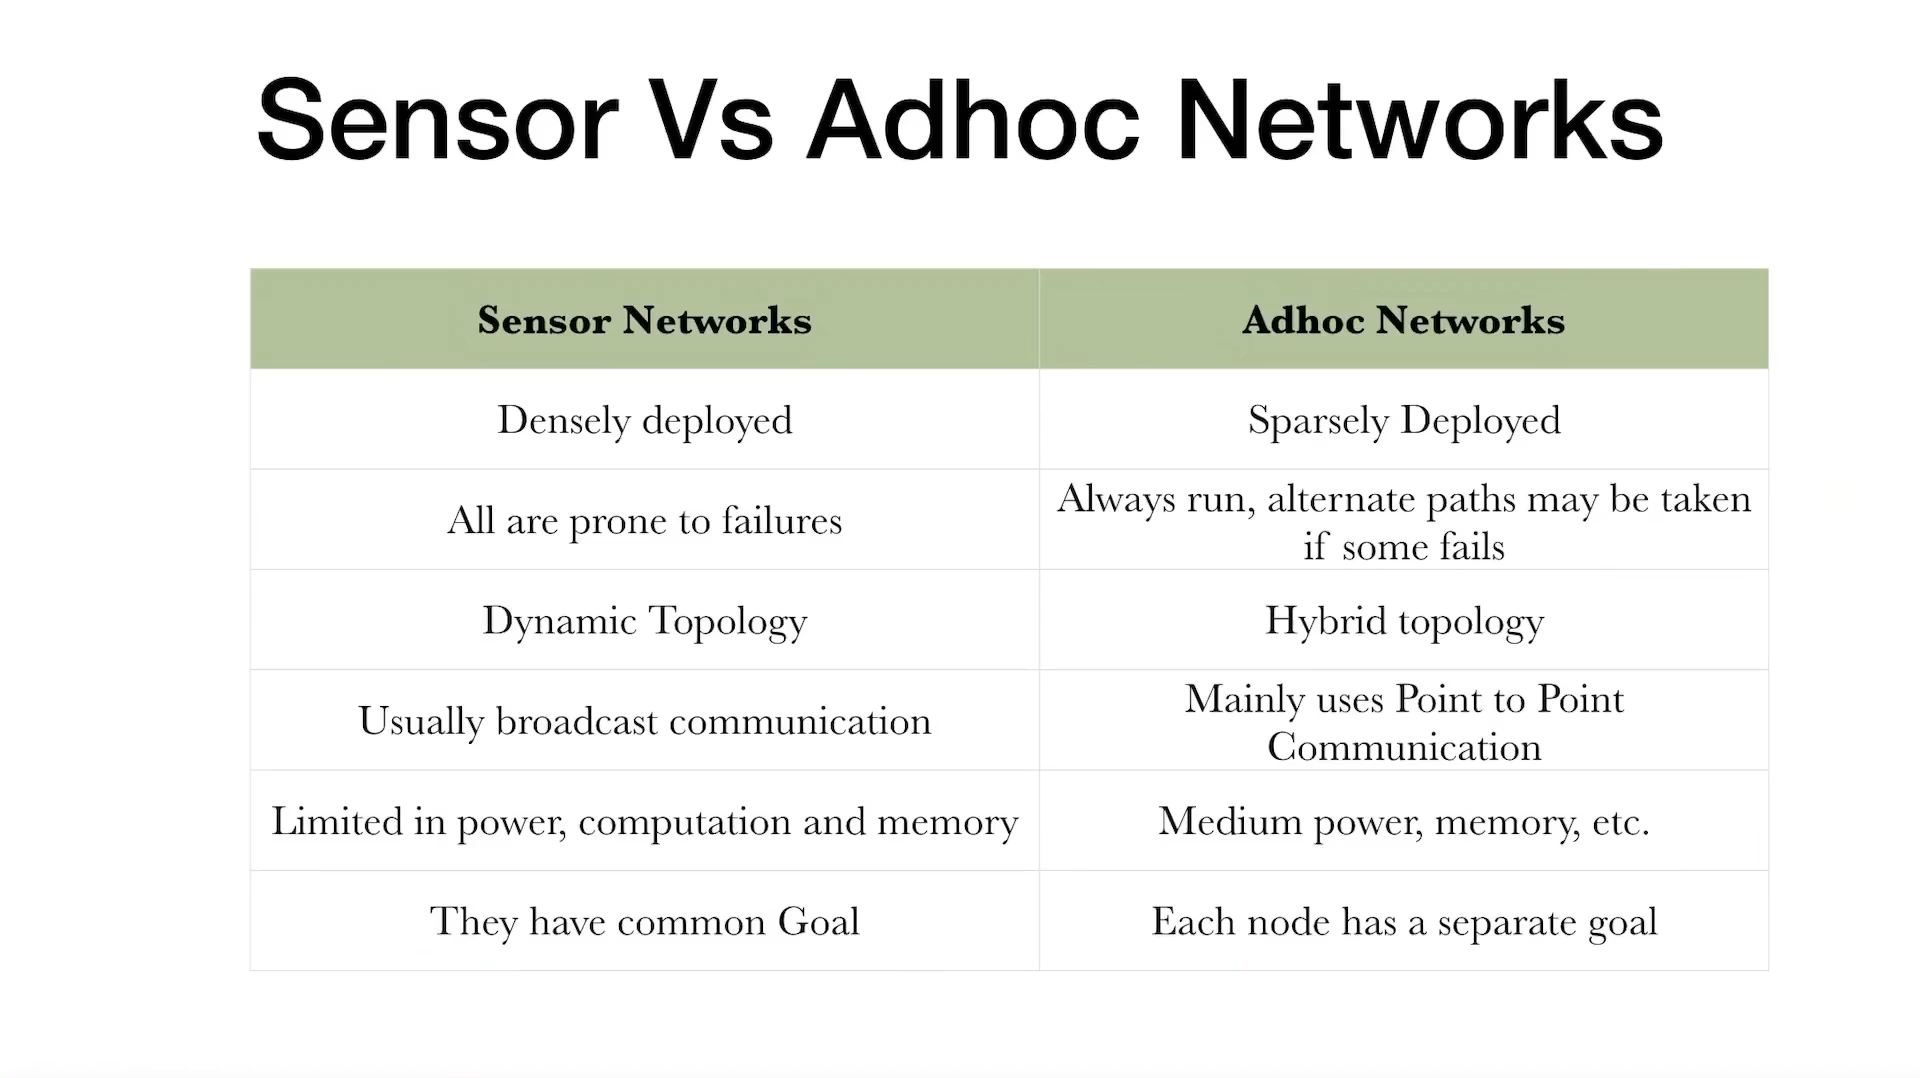 Sensor Vs Adhoc Networks
Sensor Networks
Adhoc Networks
Densely deployed
Sparsely Deployed
All are prone to failures
Always run, alternate paths may be taken
if some fails
Dynamic Topology
Hybrid topology
Usually broadcast communication
Mainly uses Point to Point
Communication
Limited in power, computation and memory
Medium power, memory, etc.
They have common Goal
Each node has a separate goal